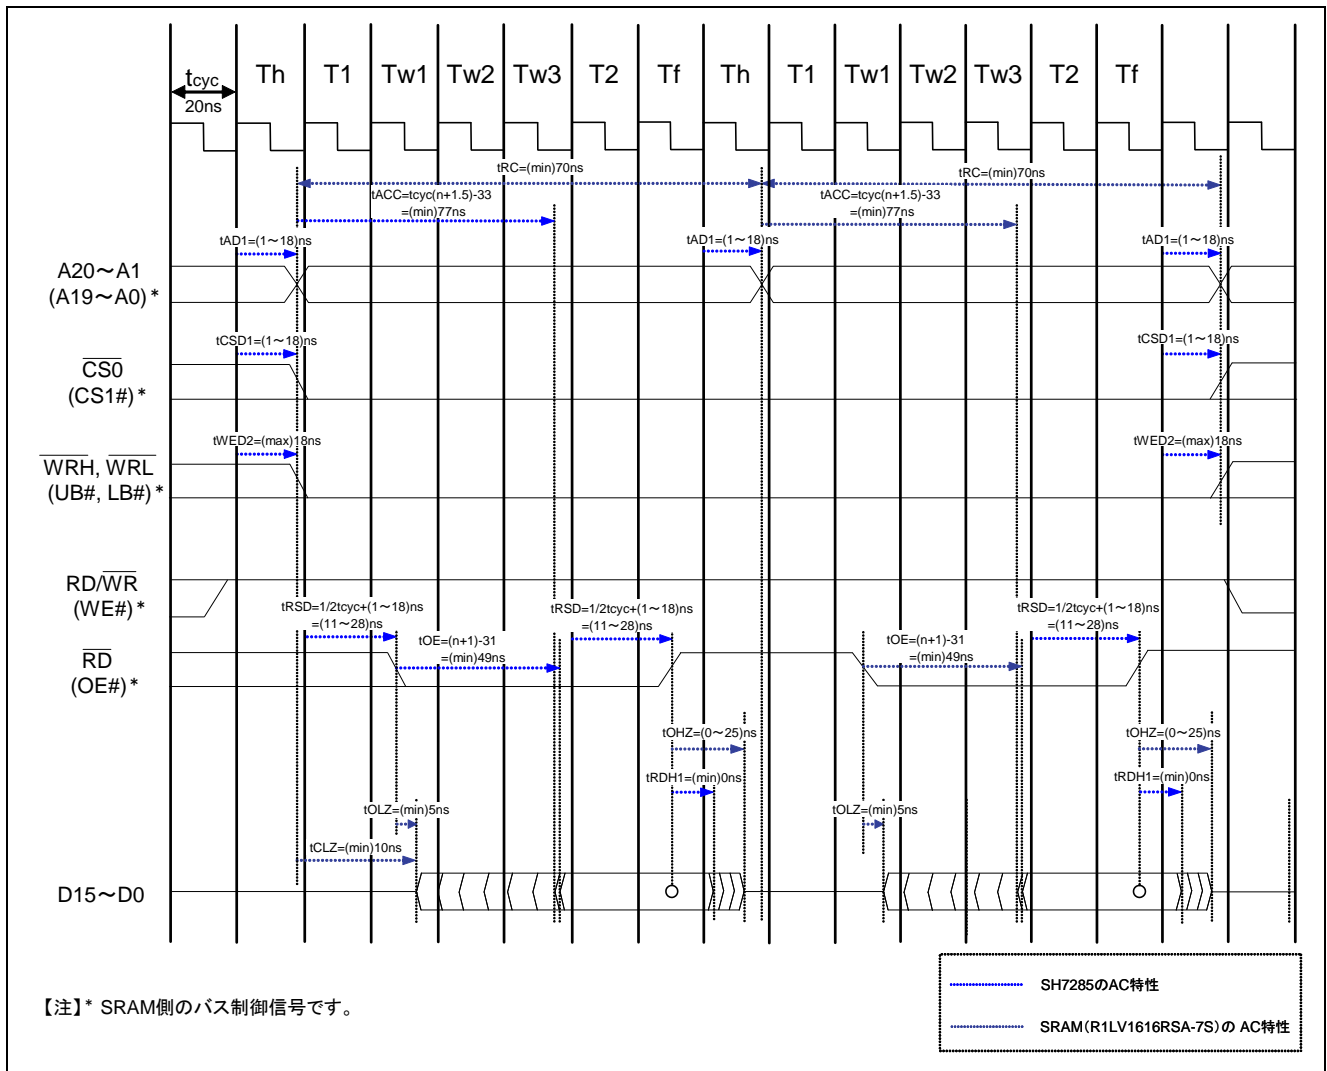 tcyc Th T1 Tw1 Tw2 Tw3 T2 Tf Th T1 Tw1 Tw2 Tw3 T2 Tf
20ns
tRC=(min)70ns tRC=(min)70ns
tACC=tcyc(n+1.5)-33 tACC=tcyc(n+1.5)-33
=(min)77ns =(min)77ns
tAD1=(1～18)ns tAD1=(1～18)ns tAD1=(1～18)ns
A20～A1
(A19～A0)*
tCSD1=(1～18)ns tCSD1=(1～18)ns
CS0
(CS1#)*
tWED2=(max)18ns tWED2=(max)18ns
WRH, WRL
(UB#, LB#)*
RD/WR
(WE#)*
tRSD=1/2tcyc+(1～18)ns tRSD=1/2tcyc+(1～18)ns tRSD=1/2tcyc+(1～18)ns
=(11～28)ns =(11～28)ns =(11～28)ns
tOE=(n+1)-31 tOE=(n+1)-31
=(min)49ns =(min)49ns
RD
(OE#)*
tOHZ=(0～25)ns tOHZ=(0～25)ns
tRDH1=(min)0ns tRDH1=(min)0ns
tOLZ=(min)5ns tOLZ=(min)5ns
tCLZ=(min)10ns
D15～D0
【注】* SRAM側のバス制御信号です。
SH7285のAC特性
SRAM(R1LV1616RSA-7S)の AC特性